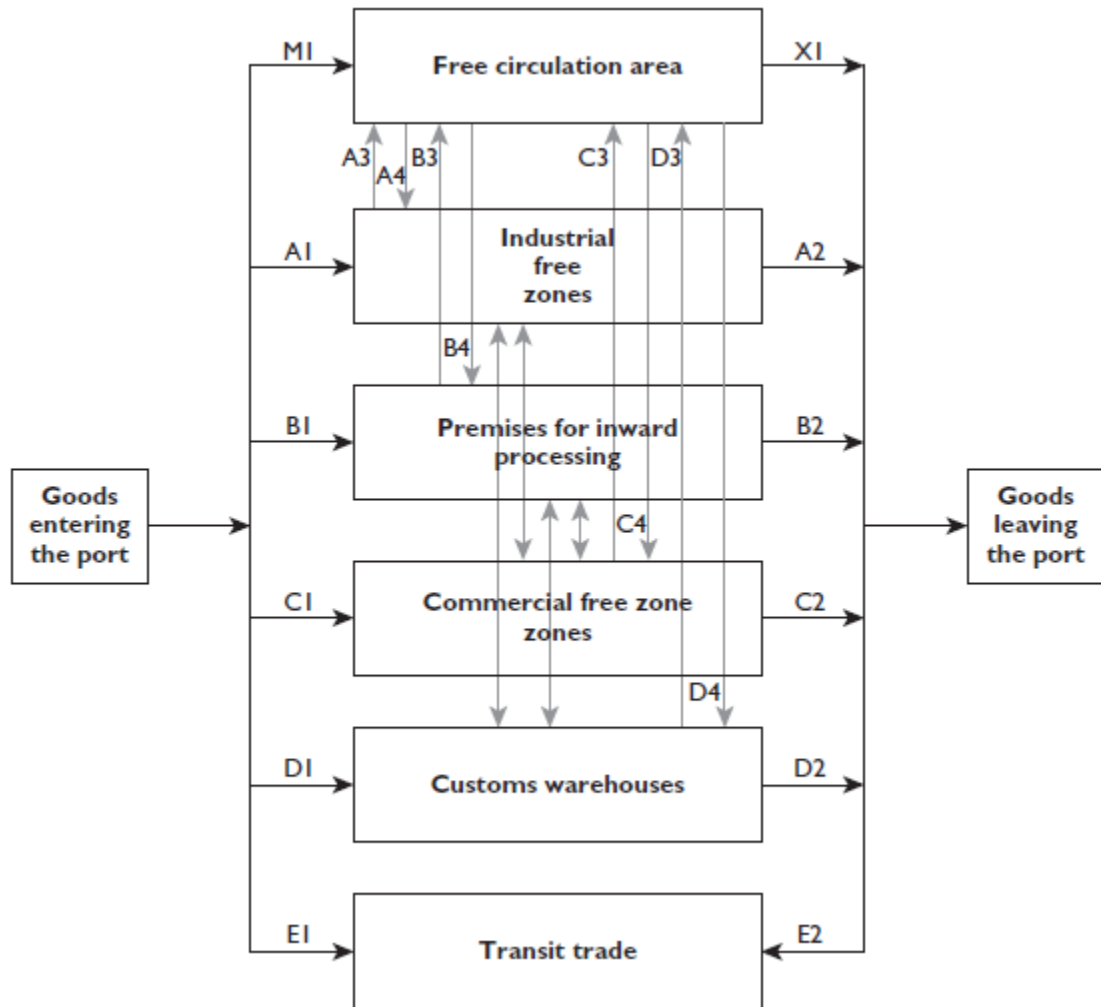 M1
Free circulation area
X1
A3
A4
B3
C3
D3
A1
Industrial
free
zones
A2
B4
B1
Premises for inward
processing
B2
Goods
entering
the port
Goods
leaving
the port
C4
C1
Commercial free zone
zones
C2
D4
D1
Customs warehouses
D2
E1
Transit trade
E2